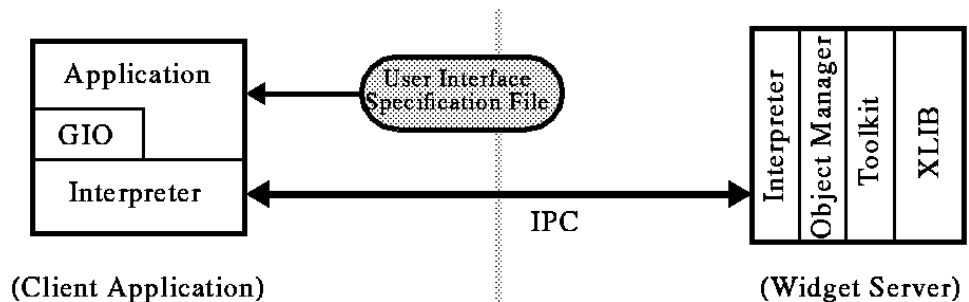 Application
GIO
Interpreter
(Client Application)
User Interface
Specification File
IPC
Interpreter
Object Manager
Toolkit
XLIB
(Widget Server)